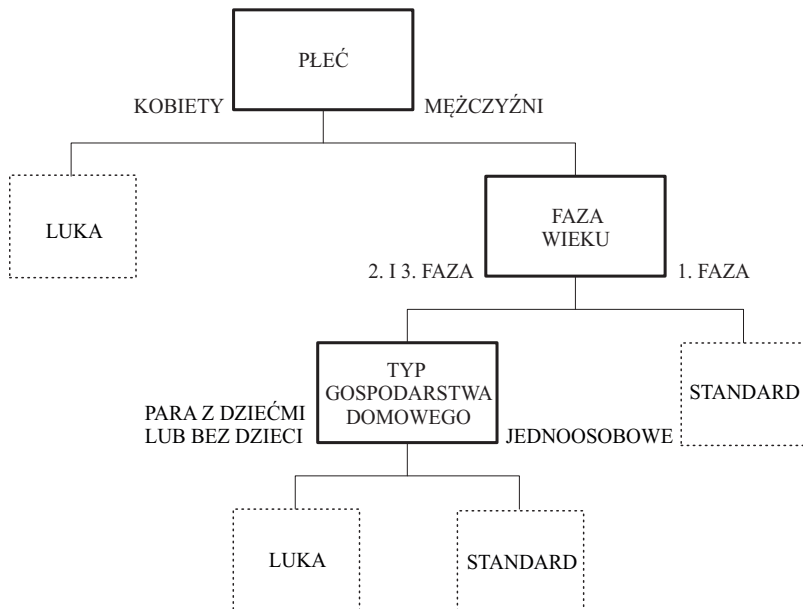 PŁEĆ
KOBIETY
MĘŻCZYŹNI
LUKA
FAZA
WIEKU
2. I 3. FAZA
1. FAZA
TYP
GOSPODARSTWA
DOMOWEGO
STANDARD
PARA Z DZIEĆMI
LUB BEZ DZIECI
JEDNOOSOBOWE
LUKA
STANDARD